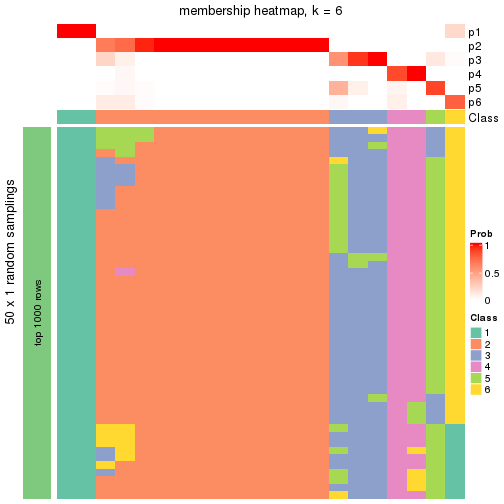 membership heatmap, k = 6
p1
p2
p3
p4
p5
p6
Class
50 x 1 random samplings
top 1000 rows
Prob
1
0.5
0
Class
1
2
3
4
5
6